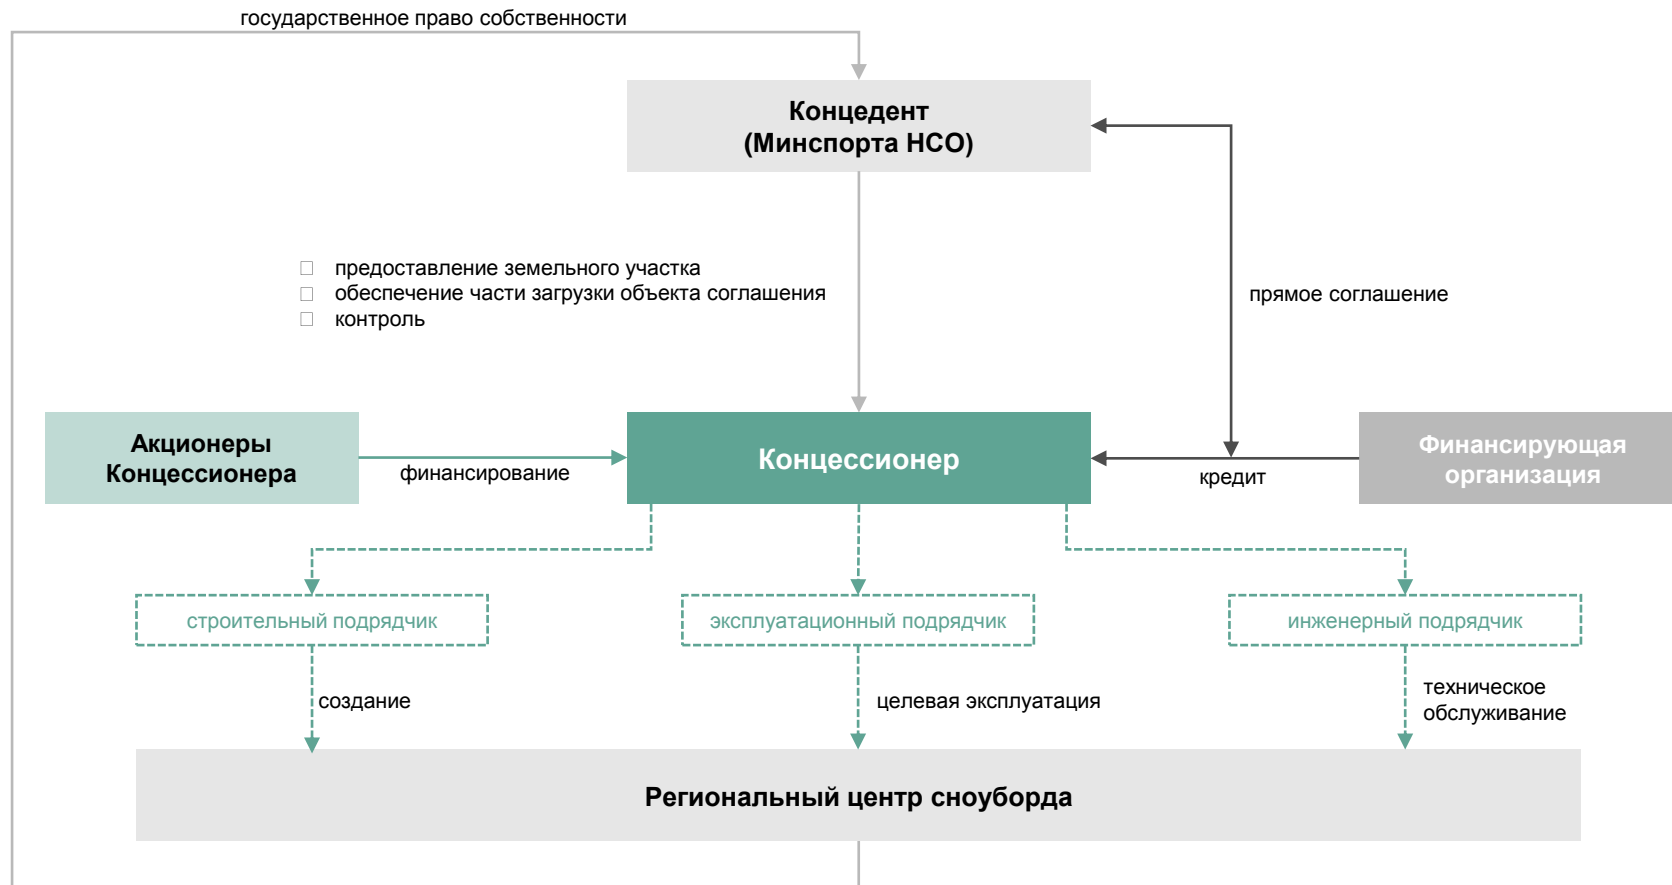 государственное право собственности
Концедент
(Минспорта НСО)
предоставление земельного участка
обеспечение части загрузки объекта соглашения
контроль
прямое соглашение
Акционеры
Концессионера
финансирование
Концессионер
кредит
Финансирующая
организация
строительный подрядчик
эксплуатационный подрядчик
инженерный подрядчик
создание
целевая эксплуатация
техническое
обслуживание
Региональный центр сноуборда